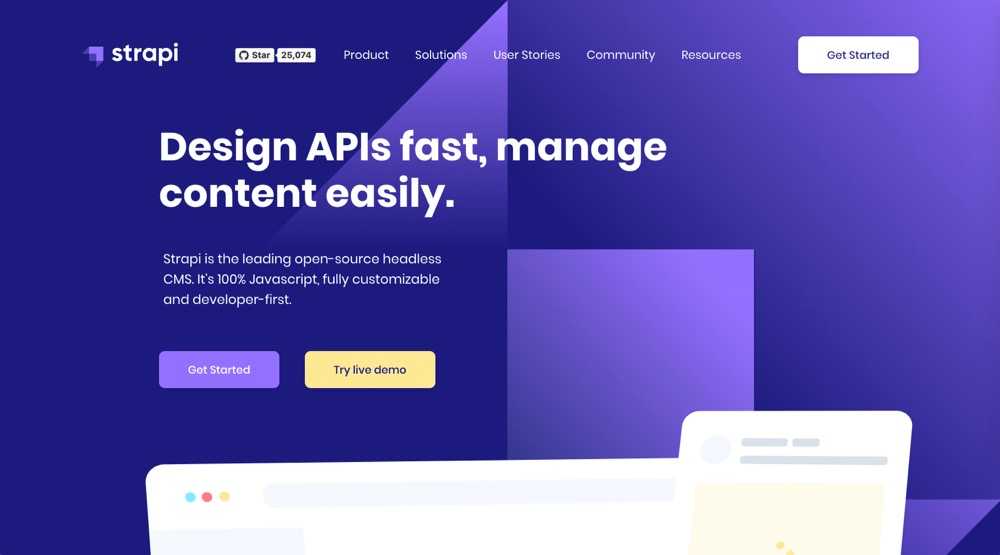 strapi
Star 25,074
Product
Solutions
User Stories
Community
Resources
Get Started
Design APIs fast, manage
content easily.
Strapi is the leading open-source headless
CMS. It's 100% Javascript, fully customizable
and developer-first.
Get Started
Try live demo